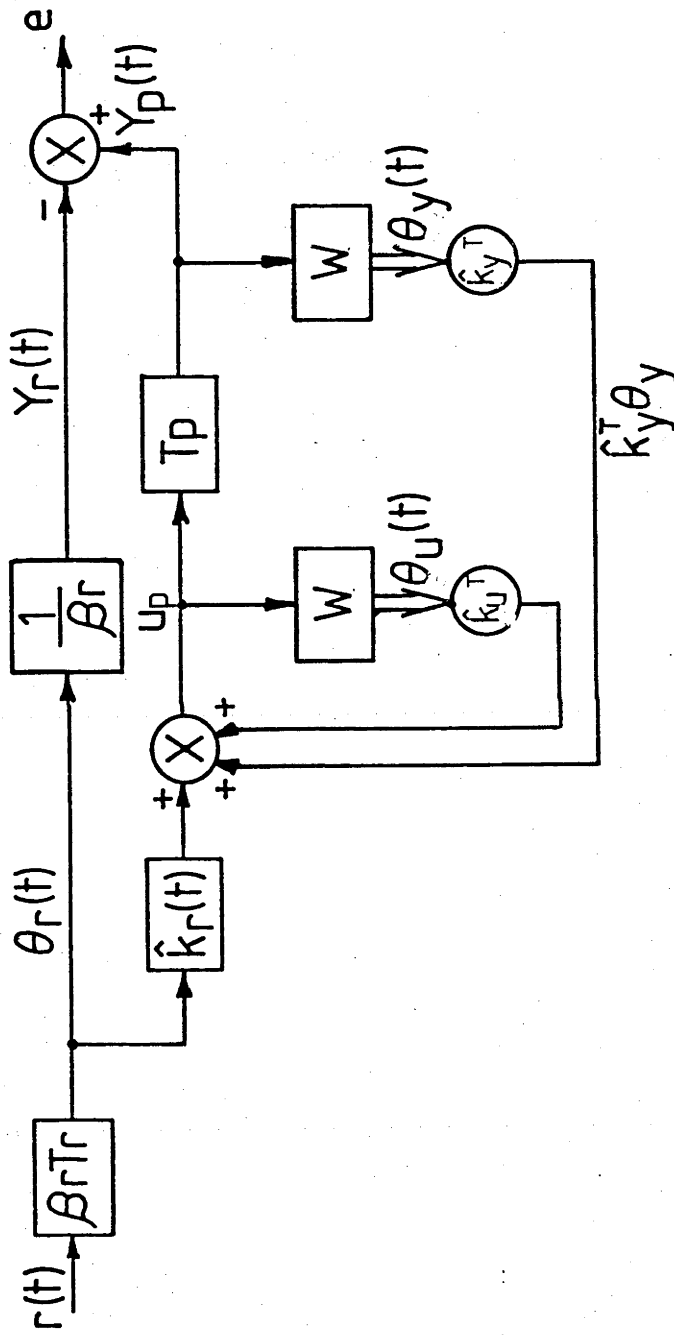 r(t)
βrTr
θr(t)
1/βr
Yr(t)
−
e
+
Yp(t)
k̂r(t)
+
X
+
+
up
Tp
X
W
θu(t)
k̂uᵀ
W
θy(t)
k̂yᵀ
k̂yᵀθy